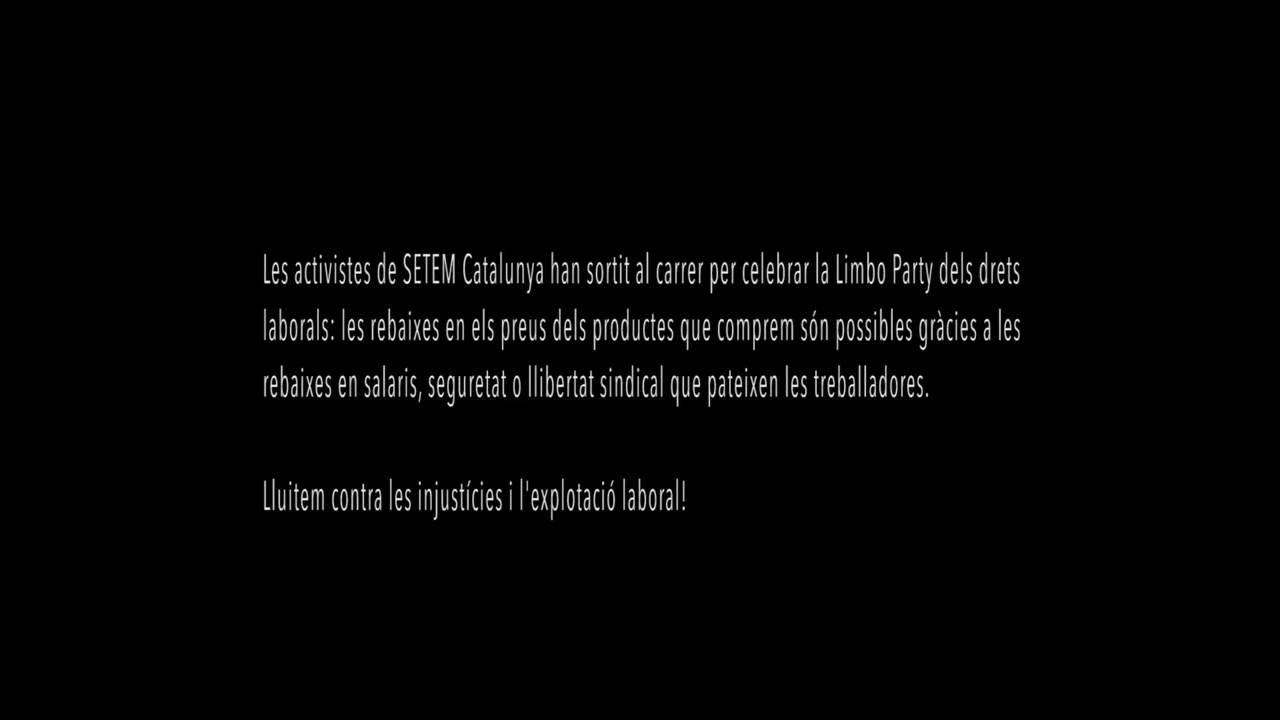 Les activistes de SETEM Catalunya han sortit al carrer per celebrar la Limbo Party dels drets
laborals: les rebaixes en els preus dels productes que comprem són possibles gràcies a les
rebaixes en salaris, seguretat o llibertat sindical que pateixen les treballadores.
Lluitem contra les injustícies i l'explotació laboral!